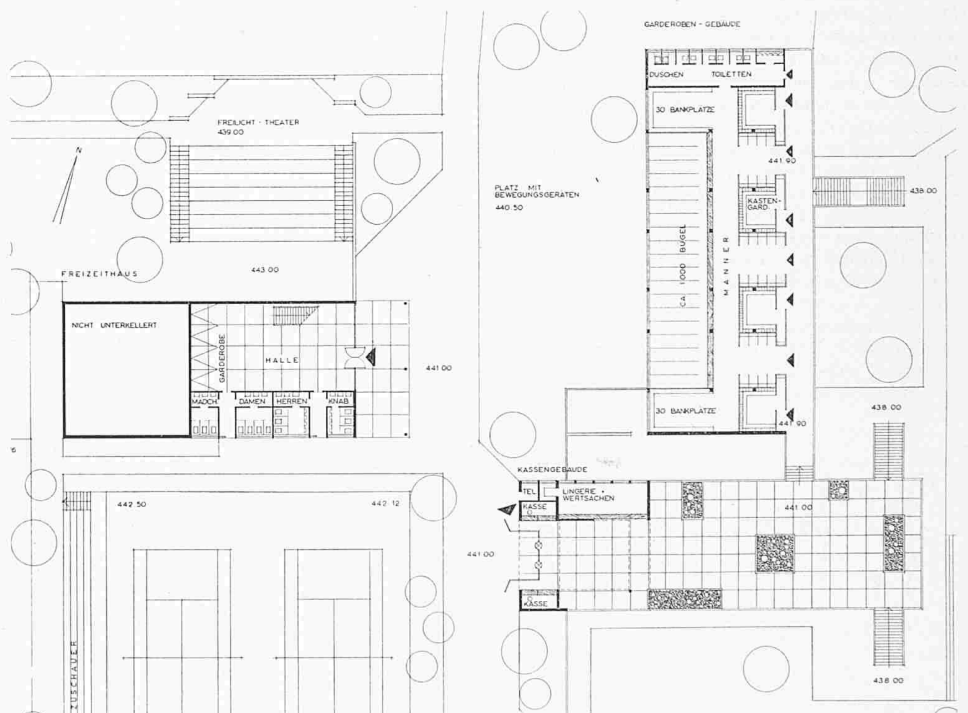 GARDEROBEN - GEBÄUDE
DUSCHEN TOILETTEN
30 BANKPLÄTZE
FREILICHT - THEATER
439.00
N
441.90
PLATZ MIT
BEWEGUNGSGERÄTEN
440.50
438.00
KASTEN-
GARD.
CA 1000 BÜGEL
MÄNNER
443.00
FREIZEITHAUS
NICHT UNTERKELLERT
GARDEROBE
HALLE
441.00
MÄDCH.
DAMEN
HERREN
KNAB.
30 BANKPLÄTZE
441.90
438.00
KASSENGEBÄUDE
TEL.
LINGERIE +
WERTSACHEN
KASSE
442.50
442.12
441.00
441.00
KASSE
ZUSCHAUER
438.00